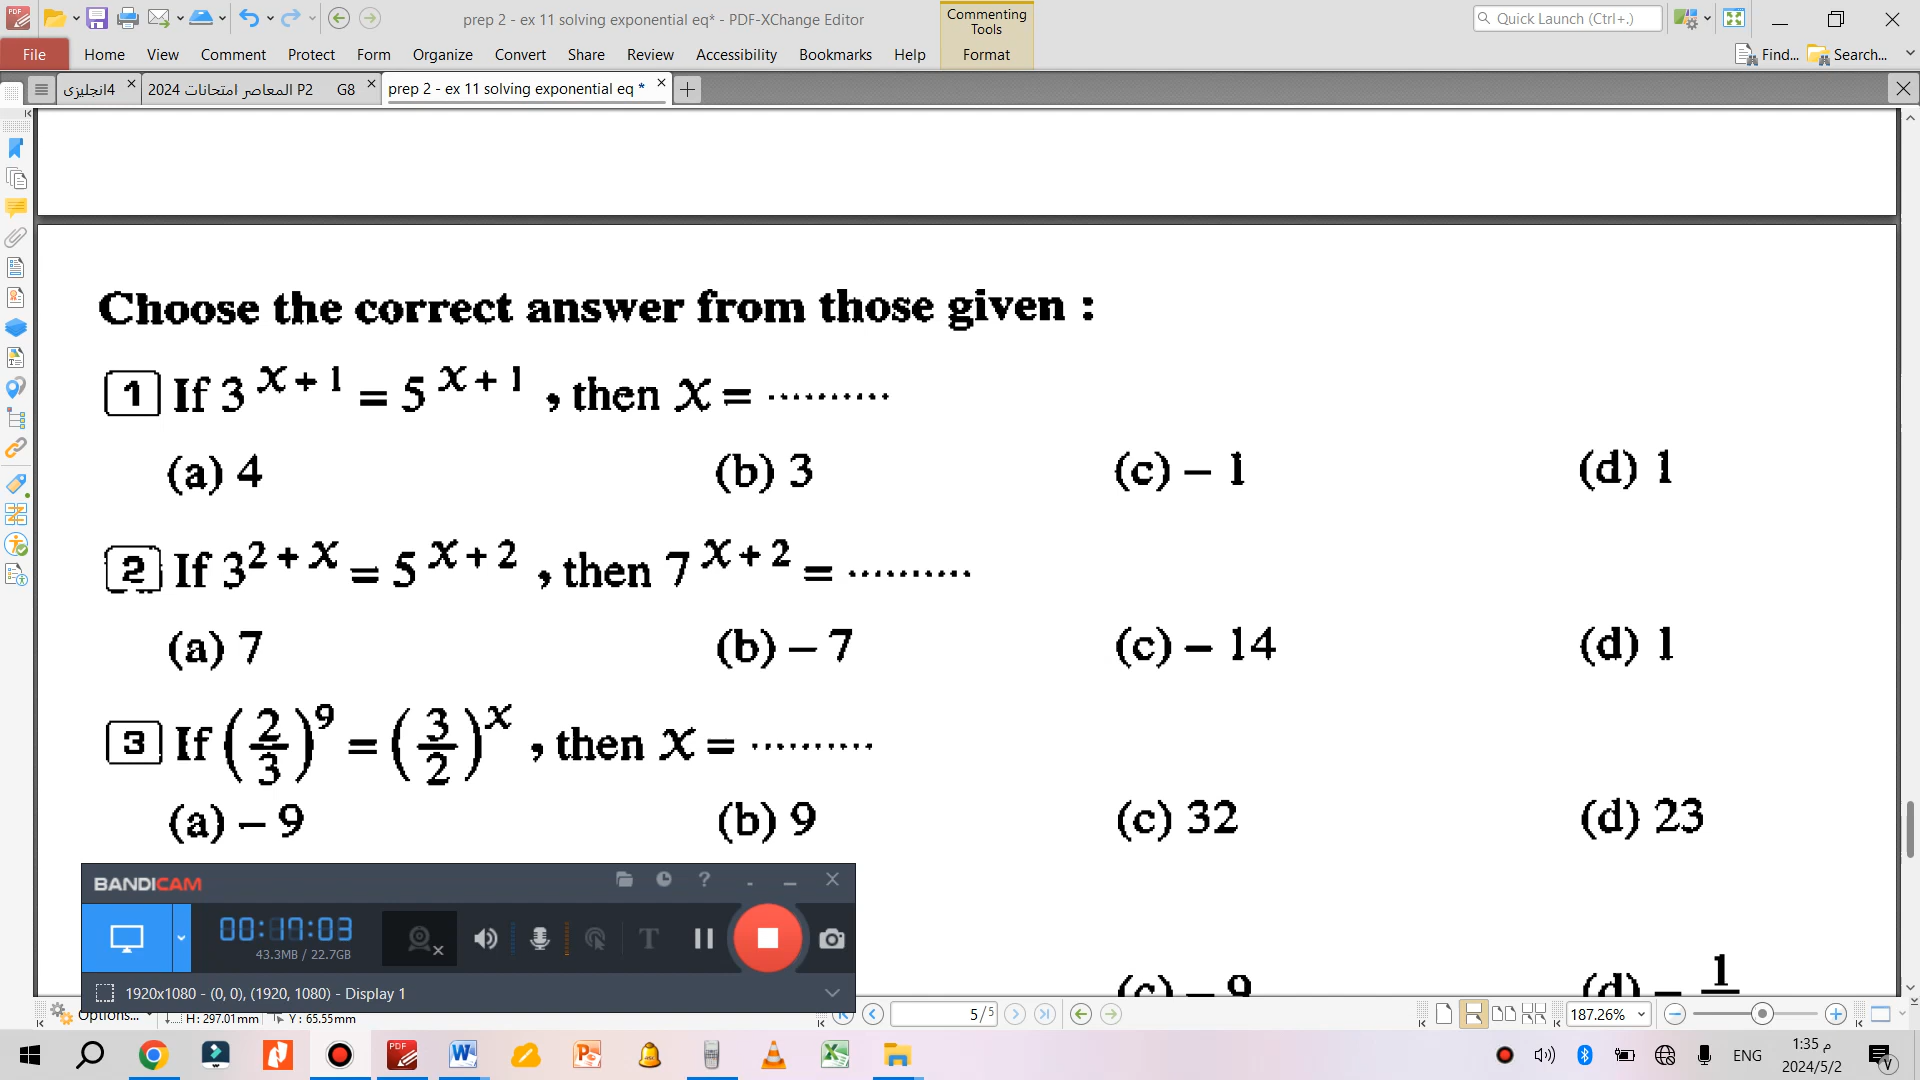 prep 2 - ex 11 solving exponential eq* - PDF-XChange Editor
Commenting Tools
Quick Launch (Ctrl+.)
File Home View Comment Protect Form Organize Convert Share Review Accessibility Bookmarks Help Format Find... Search...
4انجليزى
المعاصر امتحانات 2024 P2 G8
prep 2 - ex 11 solving exponential eq *
Choose the correct answer from those given :
1 If 3^(x + 1) = 5^(x + 1) , then x = ..........
(a) 4 (b) 3 (c) – 1 (d) 1
2 If 3^(2 + x) = 5^(x + 2) , then 7^(x + 2) = ..........
(a) 7 (b) – 7 (c) – 14 (d) 1
3 If (2/3)^9 = (3/2)^x , then x = ..........
(a) – 9 (b) 9 (c) 32 (d) 23
(c) – 9 (d) – 1
BANDICAM
00:17:03
43.3MB / 22.7GB
1920x1080 - (0, 0), (1920, 1080) - Display 1
Options... H: 297.01mm Y: 65.55mm 5/5 187.26%
ENG 1:35 م
2024/5/2